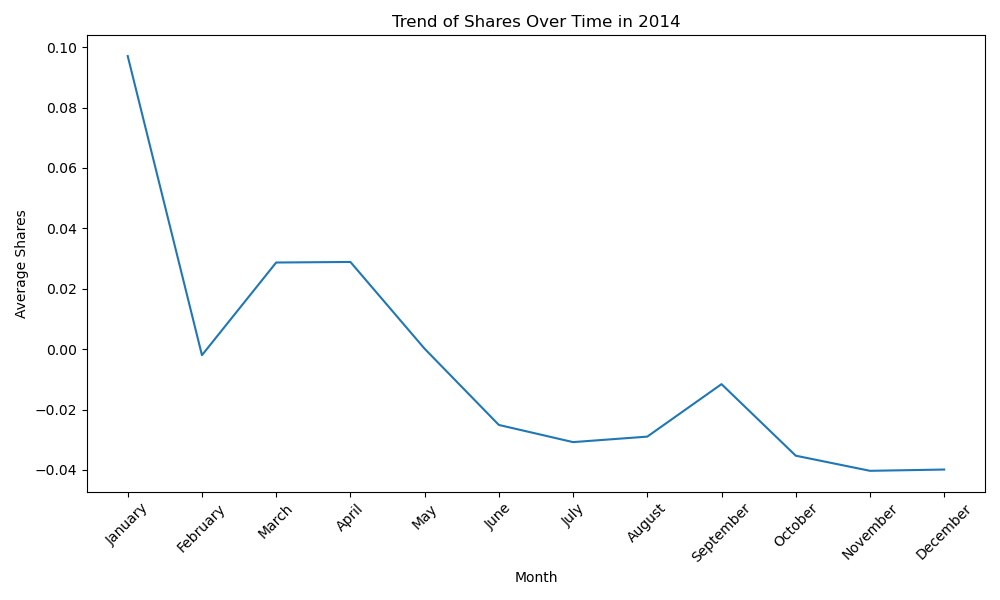 Trend of Shares Over Time in 2014
Average Shares
0.10
0.08
0.06
0.04
0.02
0.00
−0.02
−0.04
January
February
March
April
May
June
July
August
September
October
November
December
Month